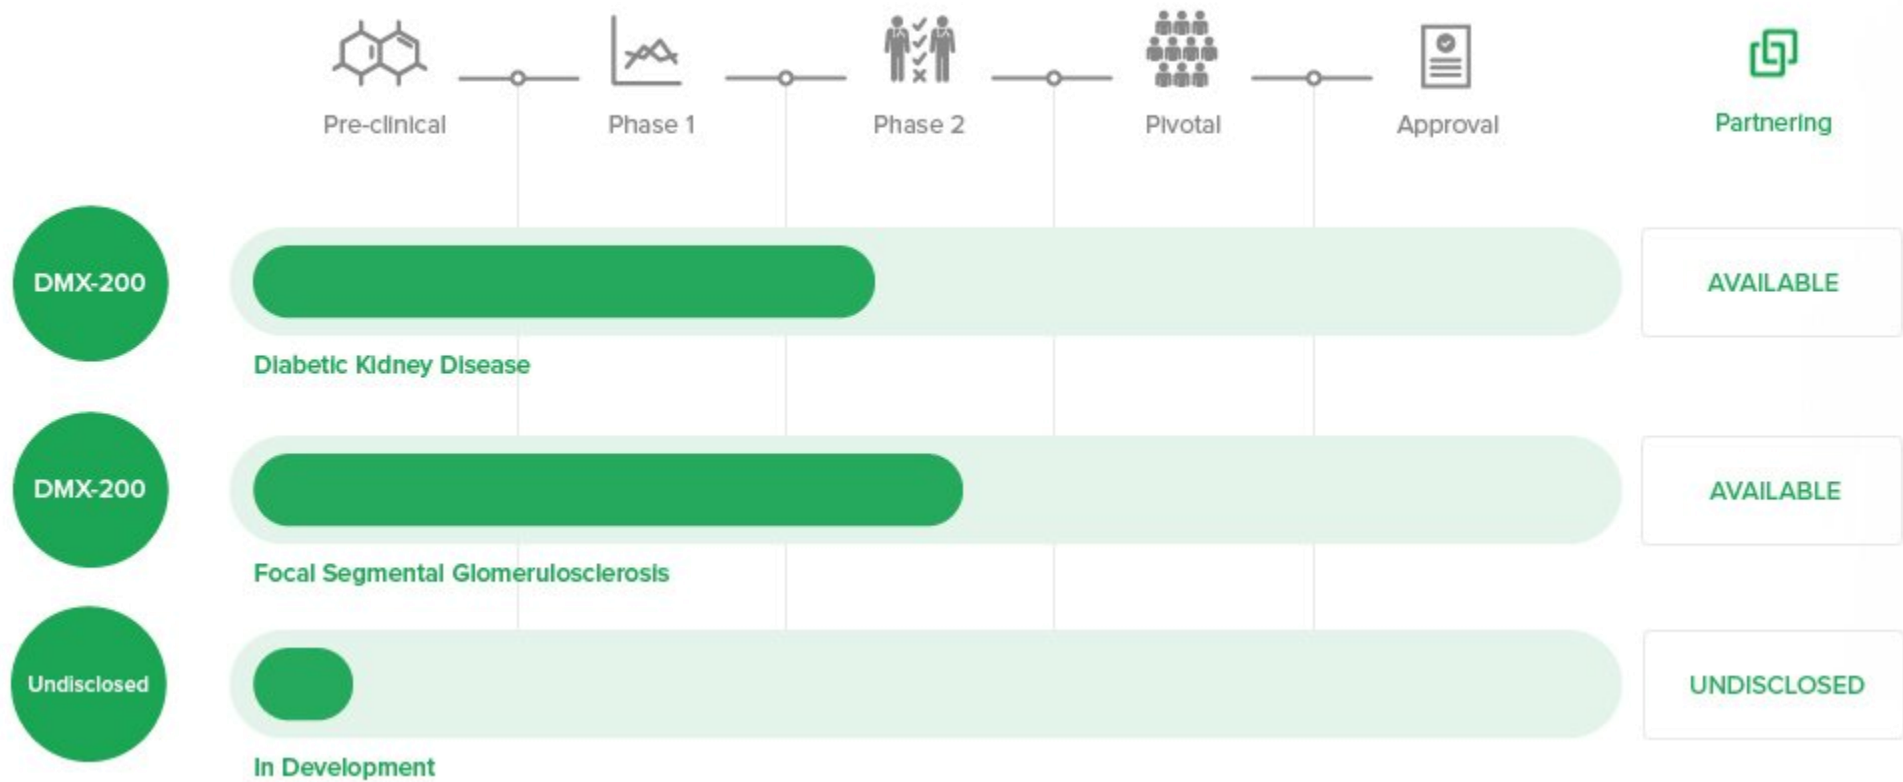 Pre-clinical
Phase 1
Phase 2
Pivotal
Approval
Partnering
DMX-200
AVAILABLE
Diabetic Kidney Disease
DMX-200
AVAILABLE
Focal Segmental Glomerulosclerosis
Undisclosed
UNDISCLOSED
In Development